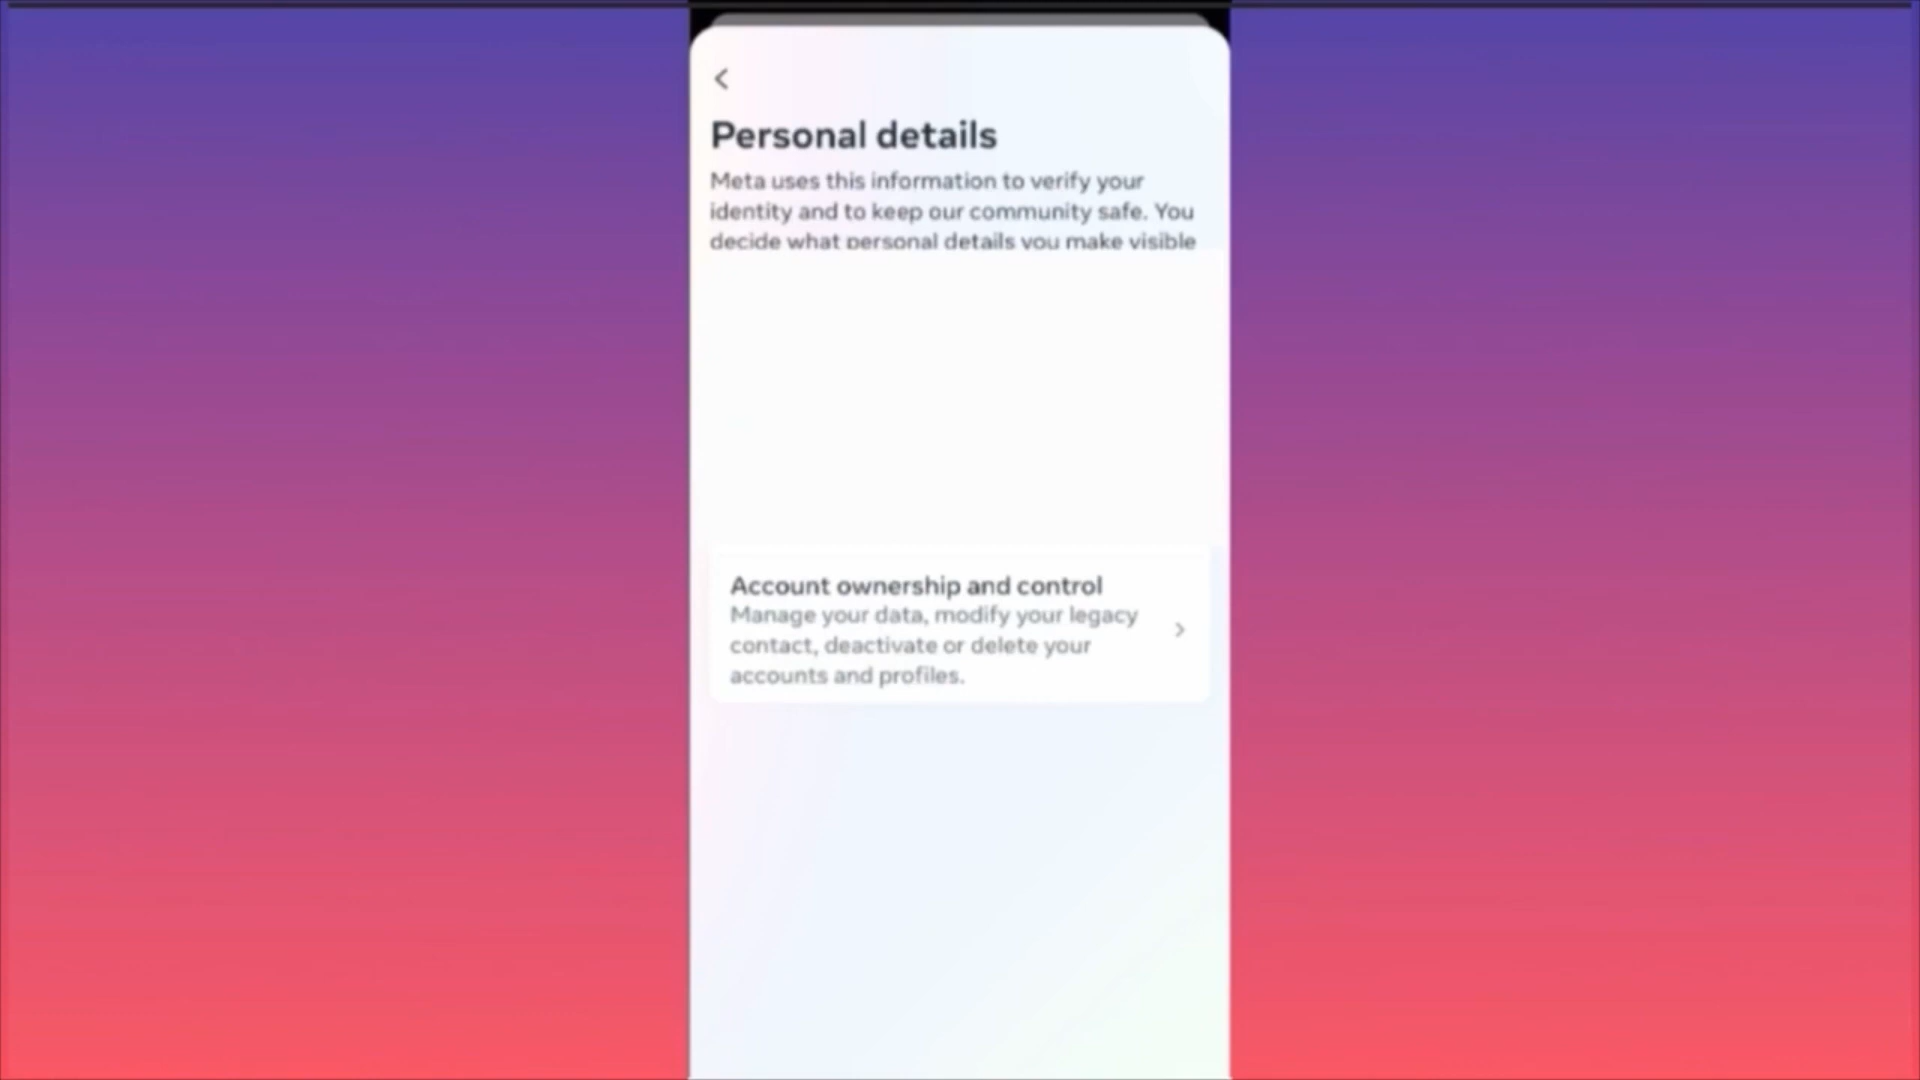 Personal details
Meta uses this information to verify your
identity and to keep our community safe. You
decide what personal details you make visible
Account ownership and control
Manage your data, modify your legacy
contact, deactivate or delete your
accounts and profiles.